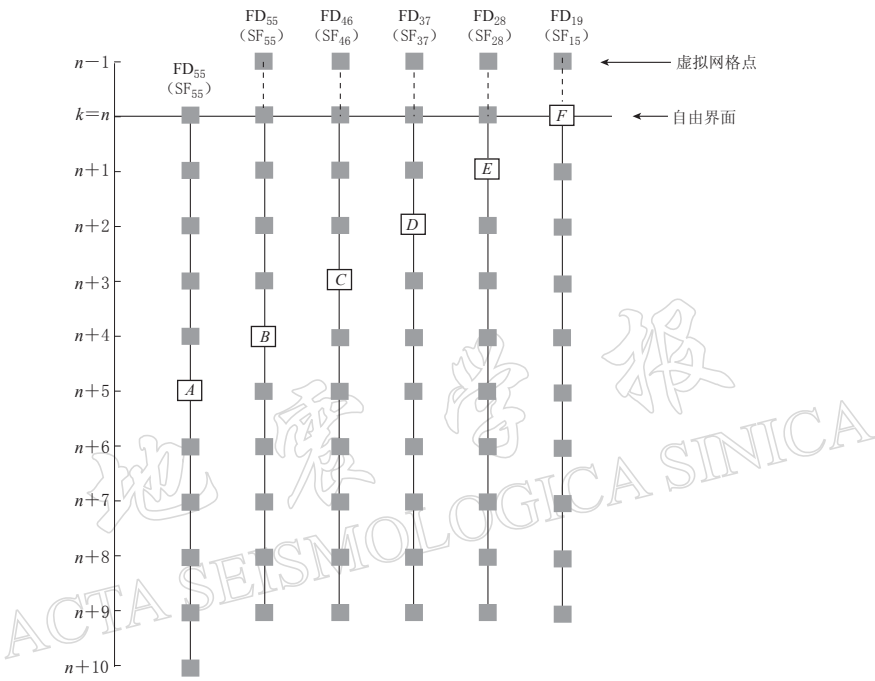 FD₅₅ FD₄₆ FD₃₇ FD₂₈ FD₁₉
（SF₅₅） （SF₄₆） （SF₃₇） （SF₂₈） （SF₁₅）
n−1
虚拟网格点
FD₅₅
（SF₅₅）
k=n
F
自由界面
n+1
E
n+2
D
n+3
C
n+4
B
n+5
A
n+6
n+7
n+8
n+9
n+10
地震学报
ACTA SEISMOLOGICA SINICA